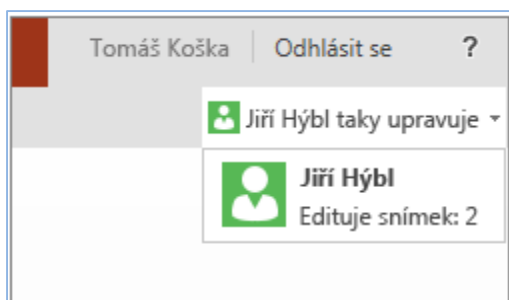 Tomáš Koška Odhlásit se ?
Jiří Hýbl taky upravuje
Jiří Hýbl
Edituje snímek: 2